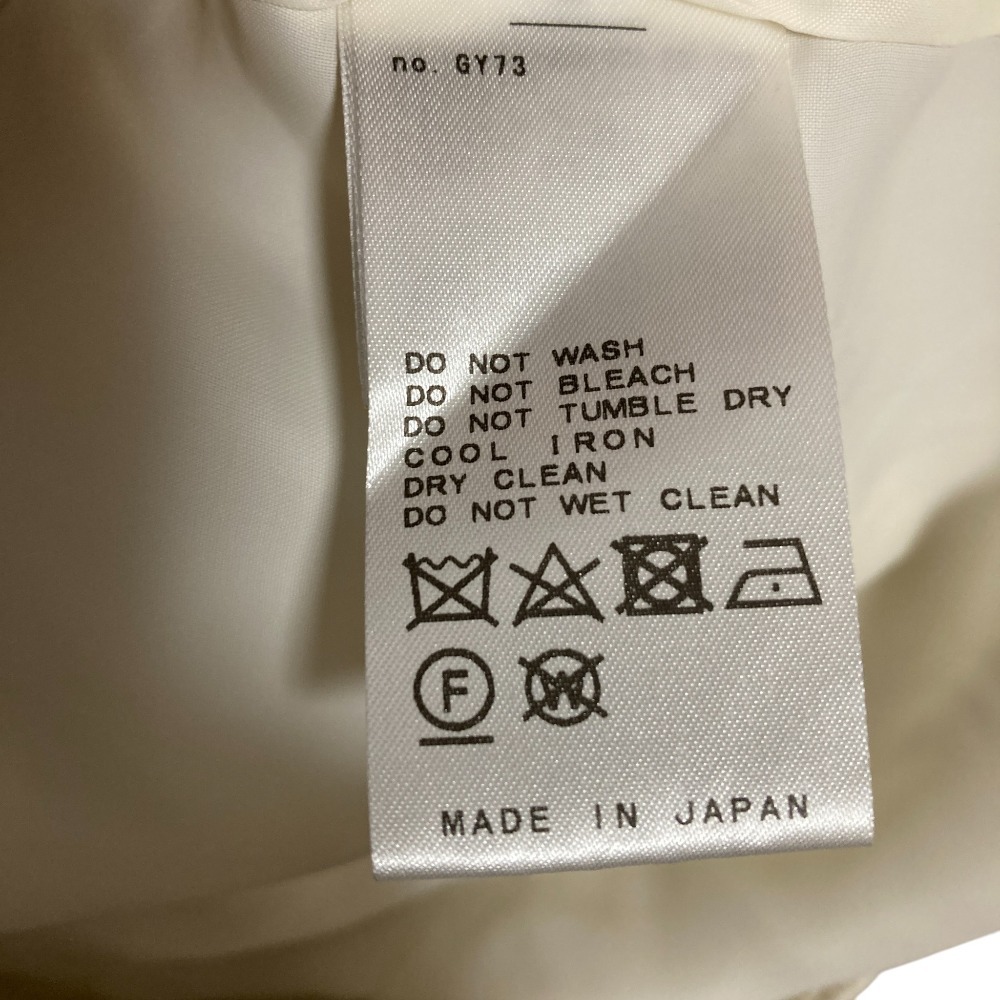 no. GY73
DO NOT WASH
DO NOT BLEACH
DO NOT TUMBLE DRY
COOL IRON
DRY CLEAN
DO NOT WET CLEAN
F W
MADE IN JAPAN